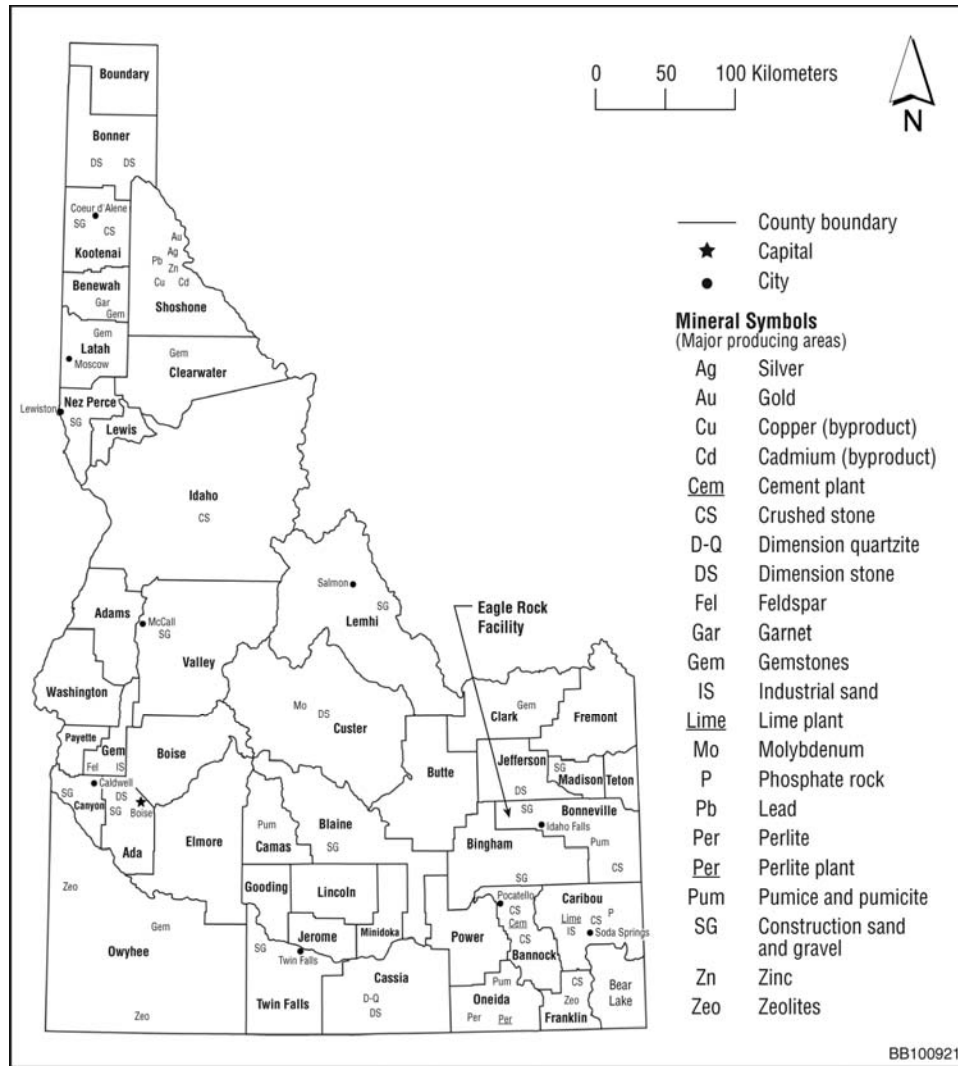 0 50 100 Kilometers
N
County boundary
Capital
City
Mineral Symbols
(Major producing areas)
Ag Silver
Au Gold
Cu Copper (byproduct)
Cd Cadmium (byproduct)
Cem Cement plant
CS Crushed stone
D-Q Dimension quartzite
DS Dimension stone
Fel Feldspar
Gar Garnet
Gem Gemstones
IS Industrial sand
Lime Lime plant
Mo Molybdenum
P Phosphate rock
Pb Lead
Per Perlite
Per Perlite plant
Pum Pumice and pumicite
SG Construction sand
and gravel
Zn Zinc
Zeo Zeolites
Boundary
Bonner
DS DS
Coeur d'Alene
SG
CS
Kootenai
Au
Ag
Pb
Zn
Cu Cd
Shoshone
Benewah
Gar
Gem
Gem
Latah
Moscow
Gem
Clearwater
Lewiston
Nez Perce
SG
Lewis
Idaho
CS
Salmon
SG
Lemhi
Adams
McCall
SG
Valley
Washington
Eagle Rock
Facility
Mo
DS
Custer
Gem
Clark
Fremont
Payette
Gem
Fel IS
Boise
Butte
Jefferson
DS
SG
Madison
Teton
SG
Caldwell
Canyon
DS
SG
Boise
Ada
Elmore
Pum
Camas
Blaine
SG
SG
Bonneville
Idaho Falls
Pum
CS
Bingham
SG
Zeo
Gem
Owyhee
Zeo
Gooding
Lincoln
Jerome
Minidoka
SG
Twin Falls
Twin Falls
Cassia
D-Q
DS
Power
Pocatello
CS
Cem
CS
Bannock
Caribou
Lime
IS
CS
P
Soda Springs
Pum
Oneida
Per Per
CS
Zeo
Franklin
Bear
Lake
BB100921